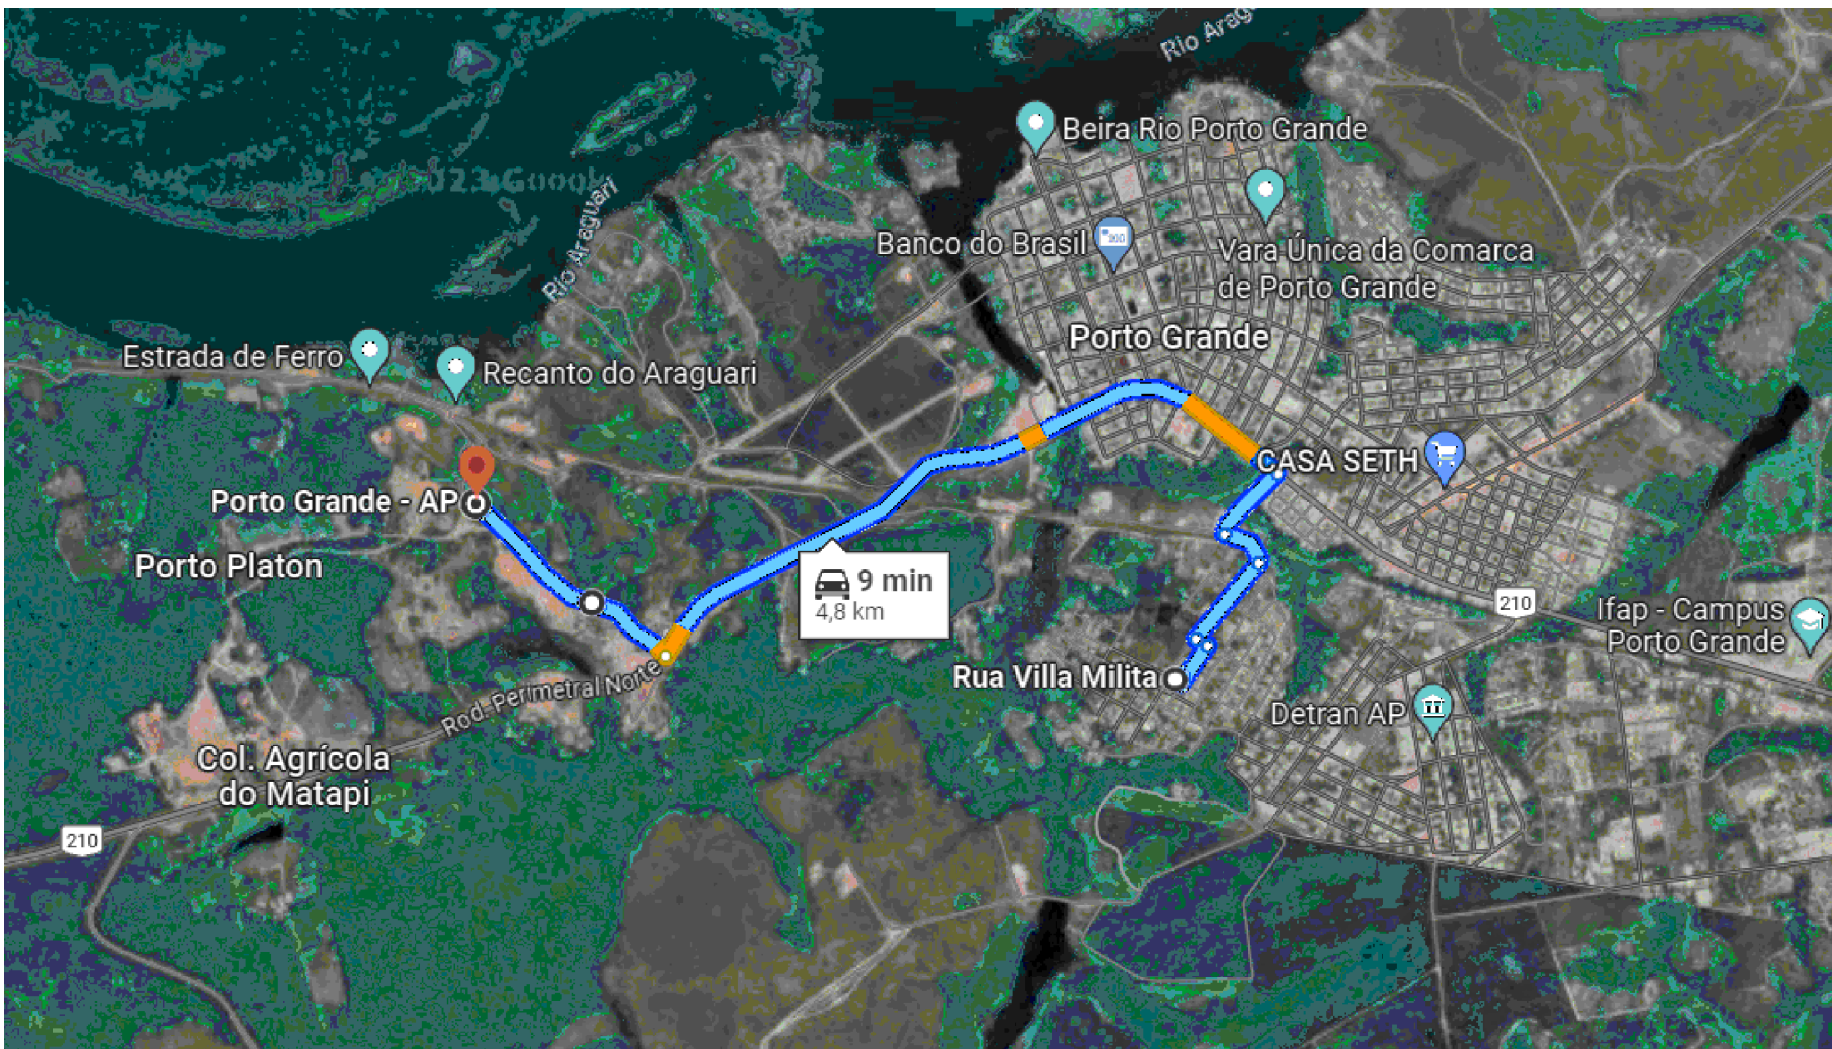 Rio Arag
Beira Rio Porto Grande
Banco do Brasil
Vara Única da Comarca
de Porto Grande
Rio Araguari
Porto Grande
Estrada de Ferro
Recanto do Araguari
CASA SETH
Porto Grande - AP
Porto Platon
9 min
4,8 km
210
Ifap - Campus
Porto Grande
Rua Villa Milita
Rod. Perimetral Norte
Detran AP
Col. Agrícola
do Matapi
210